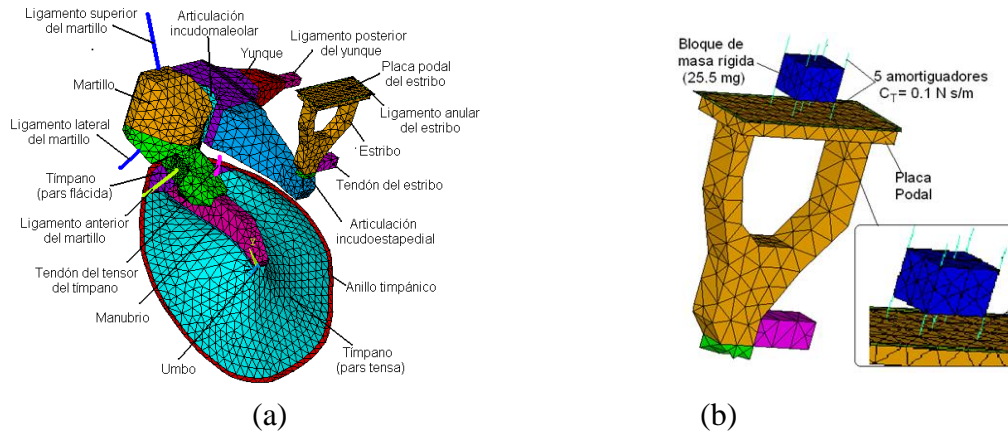 Ligamento superior
del martillo
Articulación
incudomaleolar
Ligamento posterior
del yunque
Yunque
Placa podal
del estribo
Martillo
Ligamento anular
del estribo
Ligamento lateral
del martillo
Estribo
Tímpano
(pars flácida)
Tendón del estribo
Ligamento anterior
del martillo
Articulación
incudoestapedial
Tendón del tensor
del tímpano
Anillo timpánico
Manubrio
Umbo
Tímpano
(pars tensa)
(a)
Bloque de
masa rígida
(25.5 mg)
5 amortiguadores
CT= 0.1 N s/m
Placa
Podal
(b)